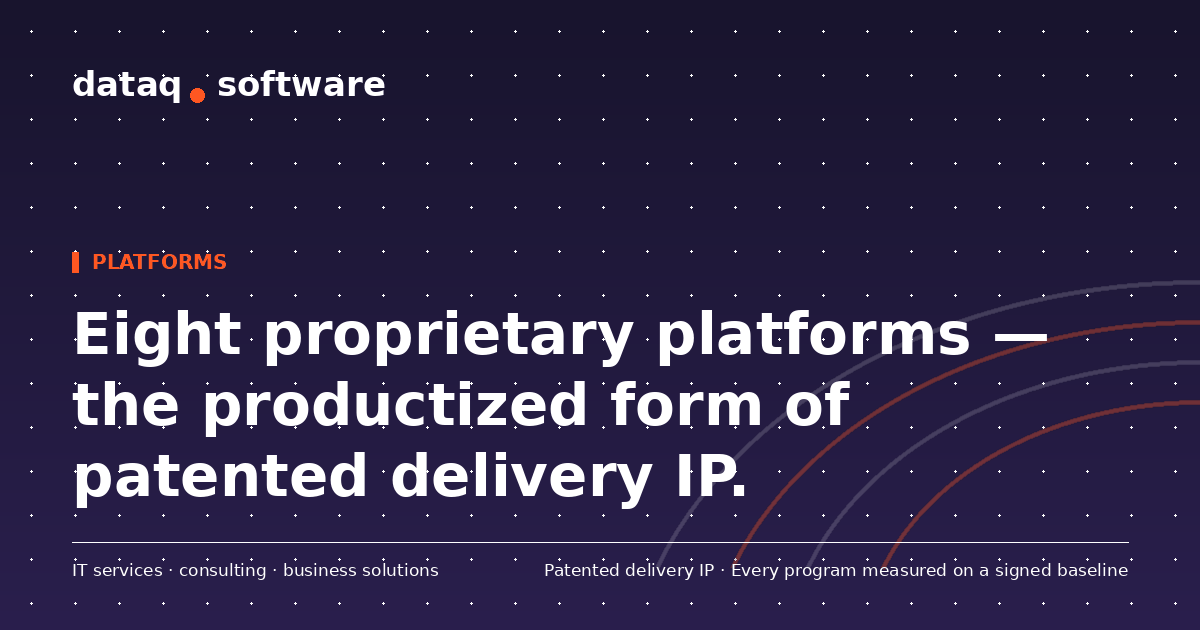 dataq.software
PLATFORMS
Eight proprietary platforms —
the productized form of
patented delivery IP.
IT services · consulting · business solutions
Patented delivery IP · Every program measured on a signed baseline